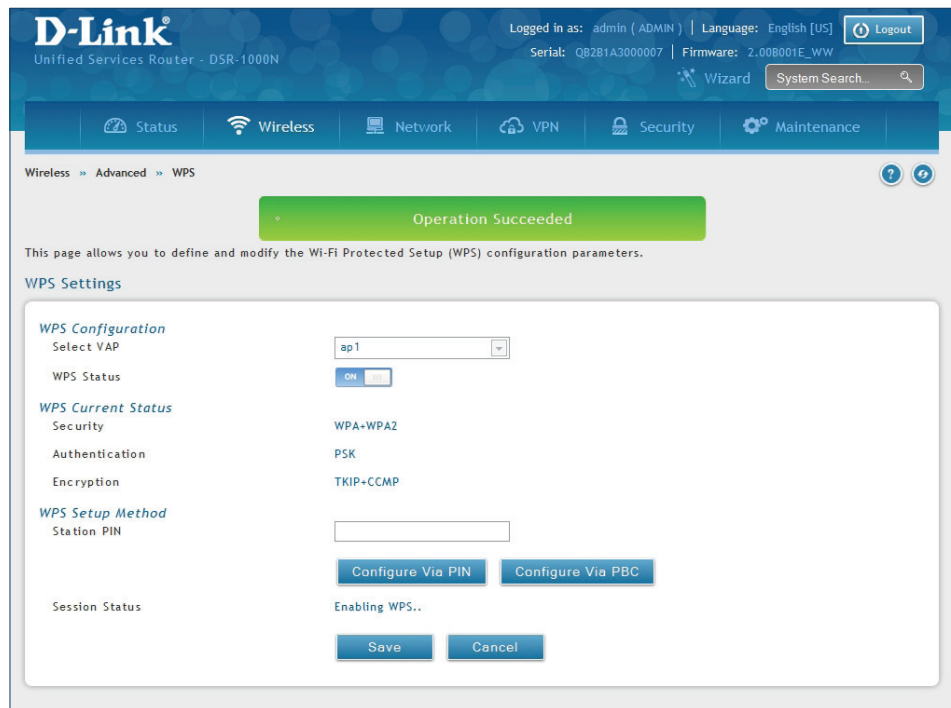 D-Link
Unified Services Router - DSR-1000N
Logged in as: admin ( ADMIN ) | Language: English [US]
Logout
Serial: QB2B1A3000007 | Firmware: 2.00B001E_WW
Wizard
System Search...
Status
Wireless
Network
VPN
Security
Maintenance
Wireless » Advanced » WPS
?
Operation Succeeded
This page allows you to define and modify the Wi-Fi Protected Setup (WPS) configuration parameters.
WPS Settings
WPS Configuration
Select VAP
ap1
WPS Status
ON
WPS Current Status
Security
WPA+WPA2
Authentication
PSK
Encryption
TKIP+CCMP
WPS Setup Method
Station PIN
Configure Via PIN
Configure Via PBC
Session Status
Enabling WPS..
Save
Cancel